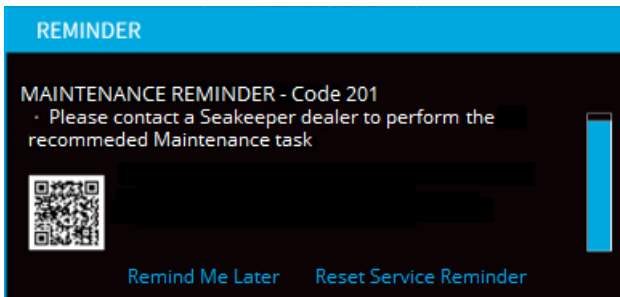 REMINDER
MAINTENANCE REMINDER - Code 201
· Please contact a Seakeeper dealer to perform the
recommeded Maintenance task
Remind Me Later Reset Service Reminder